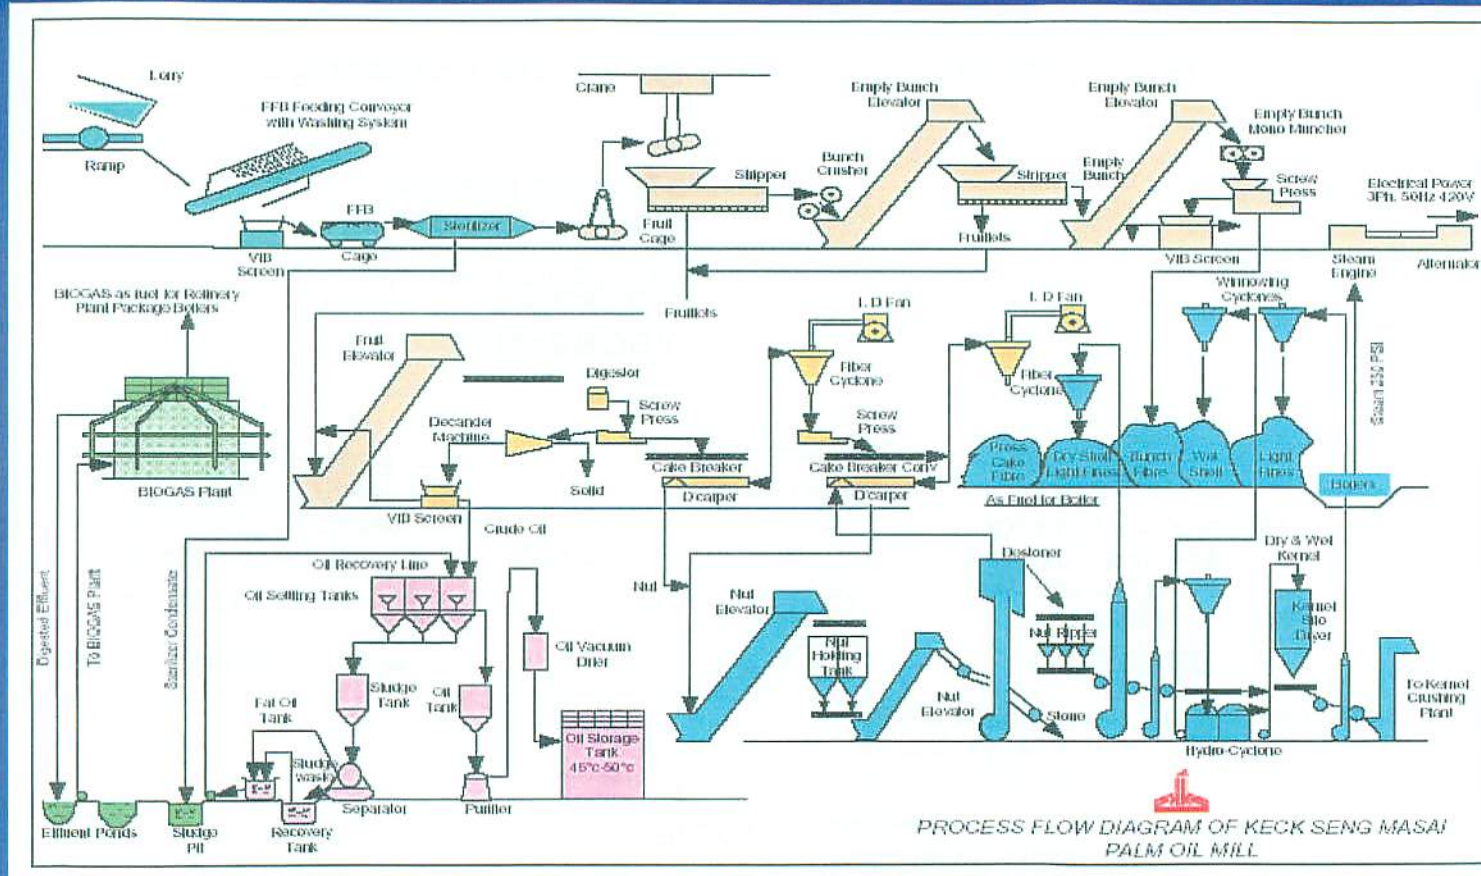 Lorry
FFB Feeding Conveyor
with Washing System
Ramp
VIB
Screen
FFB
Cage
Sterilizer
Crane
Fruit
Cage
Stripper
Bunch
Crusher
Empty Bunch
Elevator
Stripper
Fruitlets
Empty
Bunch
Empty Bunch
Elevator
Empty Bunch
Mono Muncher
Screw
Press
VIB Screen
Electrical Power
3Ph. 50Hz 420V
Steam
Engine
Alternator
BIOGAS as fuel for Refinery
Plant Package Boilers
BIOGAS Plant
Fruitlets
Fruit
Elevator
Digestor
Screw
Press
Decander
Machine
Solid
VIB Screen
Crude Oil
Cake Breaker
D'carper
I. D Fan
Fiber
Cyclone
Screw
Press
Cake Breaker Conv
D'carper
I. D Fan
Fiber
Cyclone
Winnowing
Cyclones
Press
Cake
Fibre
Dry Shell
Light Fines
Bunch
Fibre
Wet
Shell
Light
Fines
As Fuel for Boiler
Steam 250 PSI
Boilers
Digested Effluent
To BIOGAS Plant
Sterilizer Condensate
Oil Recovery Line
Oil Settling Tanks
Sludge
Tank
Oil
Tank
Oil Vacuum
Drier
Fat Oil
Tank
Sludge
waste
Oil Storage
Tank
45°c-50°c
Effluent Ponds
Sludge
Pit
Recovery
Tank
Separator
Purifier
Nut
Nut
Elevator
Nut
Holding
Tank
Nut
Elevator
Destoner
Stone
Nut Ripper
Hydro-Cyclone
Dry & Wet
Kernel
Kernel
Silo
Drier
To Kernel
Crushing
Plant
PROCESS FLOW DIAGRAM OF KECK SENG MASAI
PALM OIL MILL